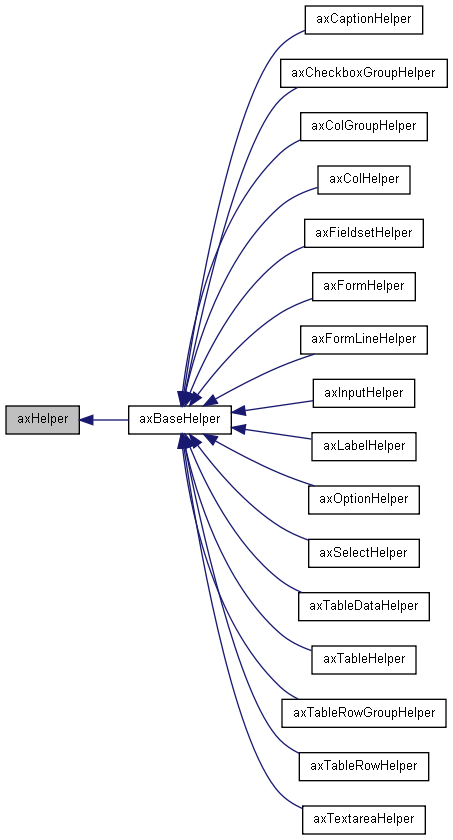 axCaptionHelper
axCheckboxGroupHelper
axColGroupHelper
axColHelper
axFieldsetHelper
axFormHelper
axFormLineHelper
axInputHelper
axHelper
axBaseHelper
axLabelHelper
axOptionHelper
axSelectHelper
axTableDataHelper
axTableHelper
axTableRowGroupHelper
axTableRowHelper
axTextareaHelper